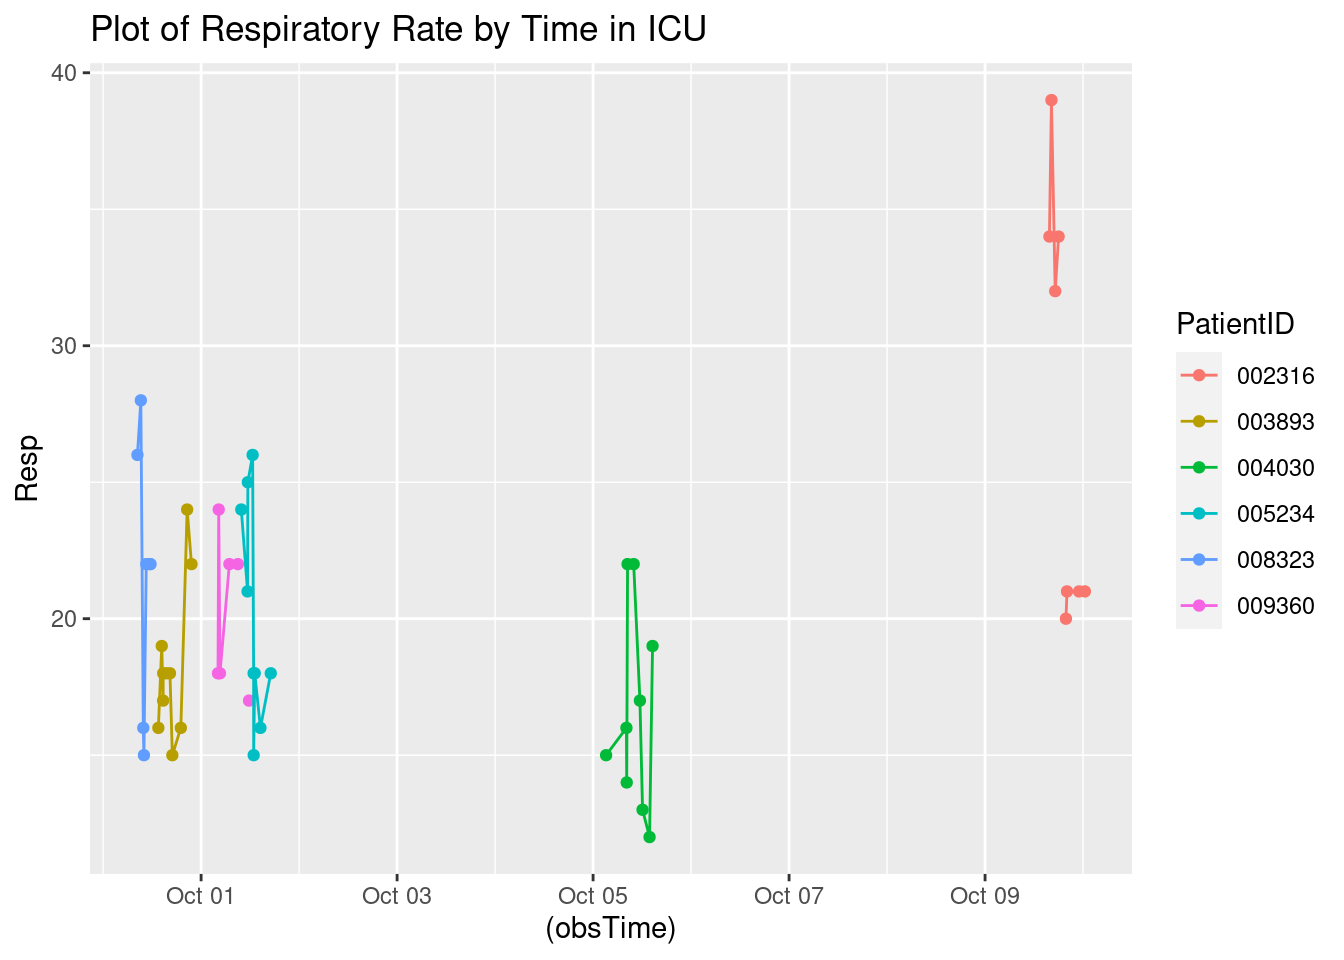 Plot of Respiratory Rate by Time in ICU
40
30
20
Resp
Oct 01
Oct 03
Oct 05
Oct 07
Oct 09
(obsTime)
PatientID
002316
003893
004030
005234
008323
009360